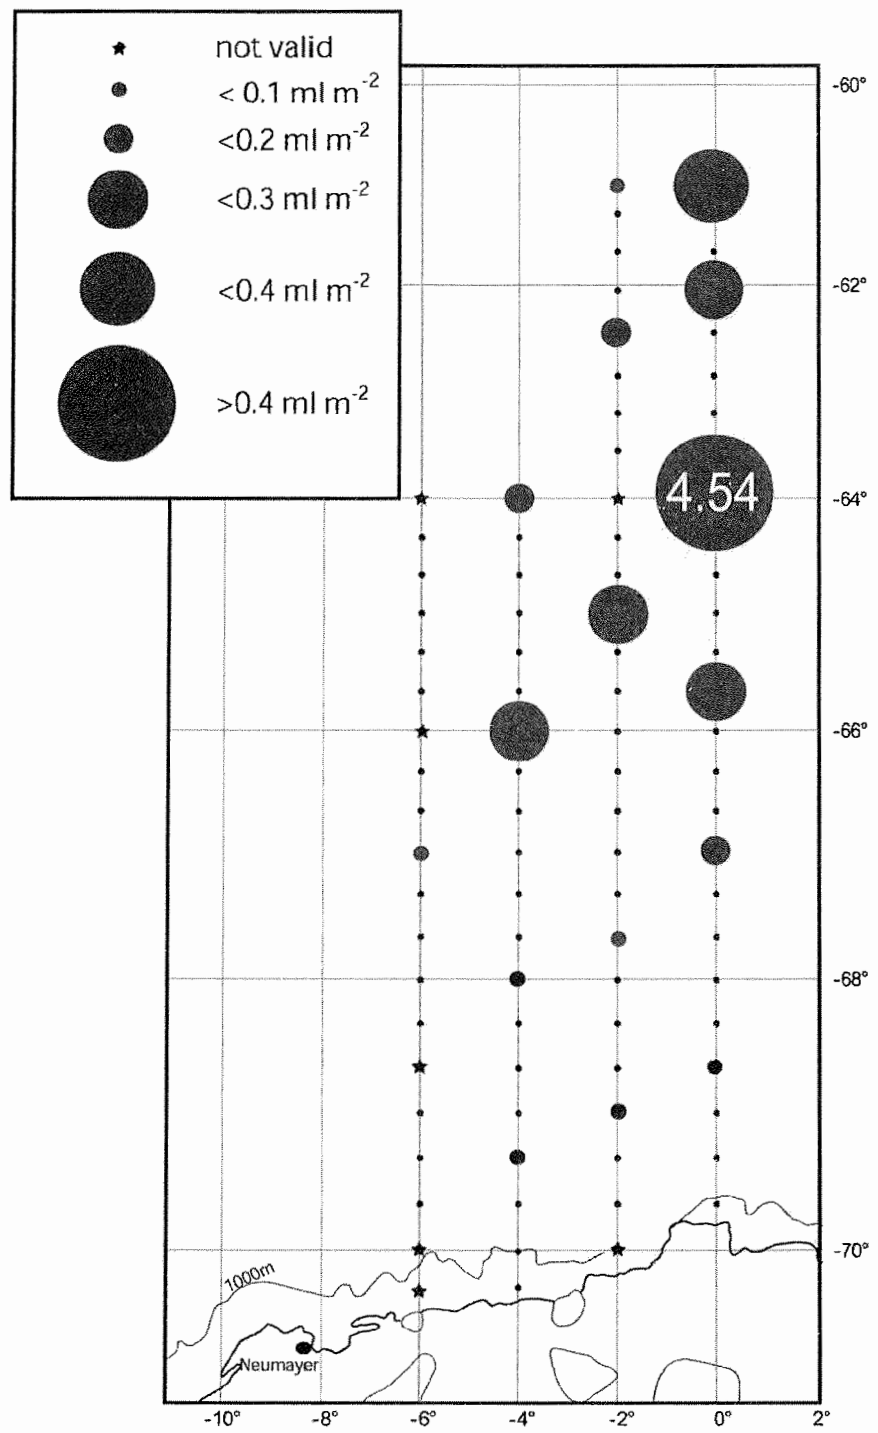 not valid
< 0.1 ml m-2
<0.2 ml m-2
<0.3 ml m-2
<0.4 ml m-2
>0.4 ml m-2
-60°
-62°
4.54
-64°
-66°
-68°
-70°
1000m
Neumayer
-10°
-8°
-6°
-4°
-2°
0°
2°